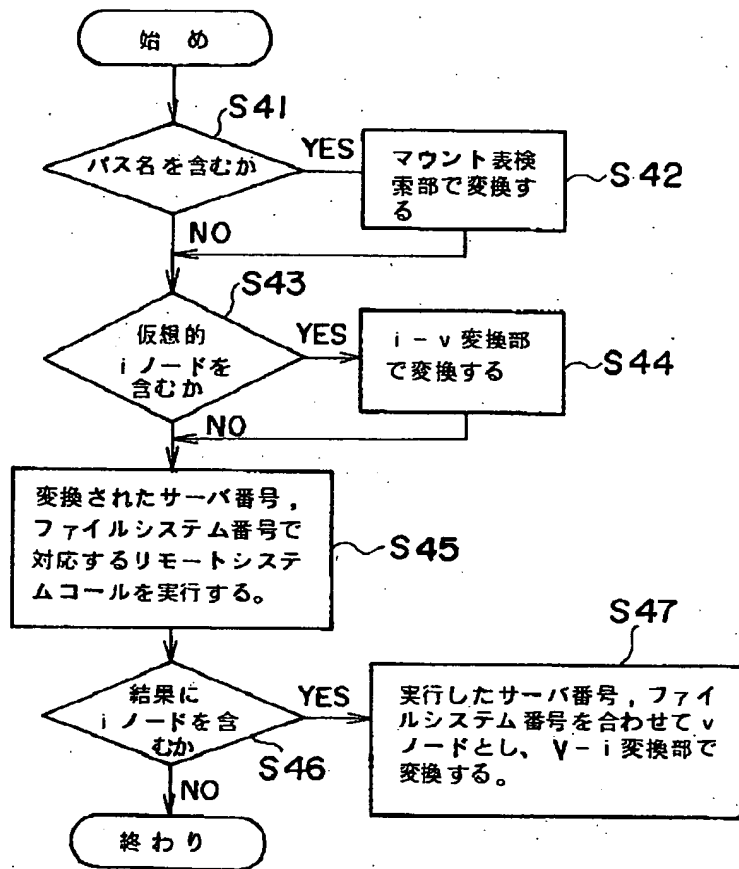 始め
S41
パス名を含むか
YES
マウント表検
索部で変換す
る
S42
NO
S43
仮想的
iノードを
含むか
YES
i-v変換部
で変換する
S44
NO
変換されたサーバ番号,
ファイルシステム番号で
対応するリモートシステ
ムコールを実行する。
S45
S47
結果に
iノードを含
むか
YES
実行したサーバ番号,ファイ
ルシステム番号を合わせてv
ノードとし、V-i変換部で
変換する。
S46
NO
終わり